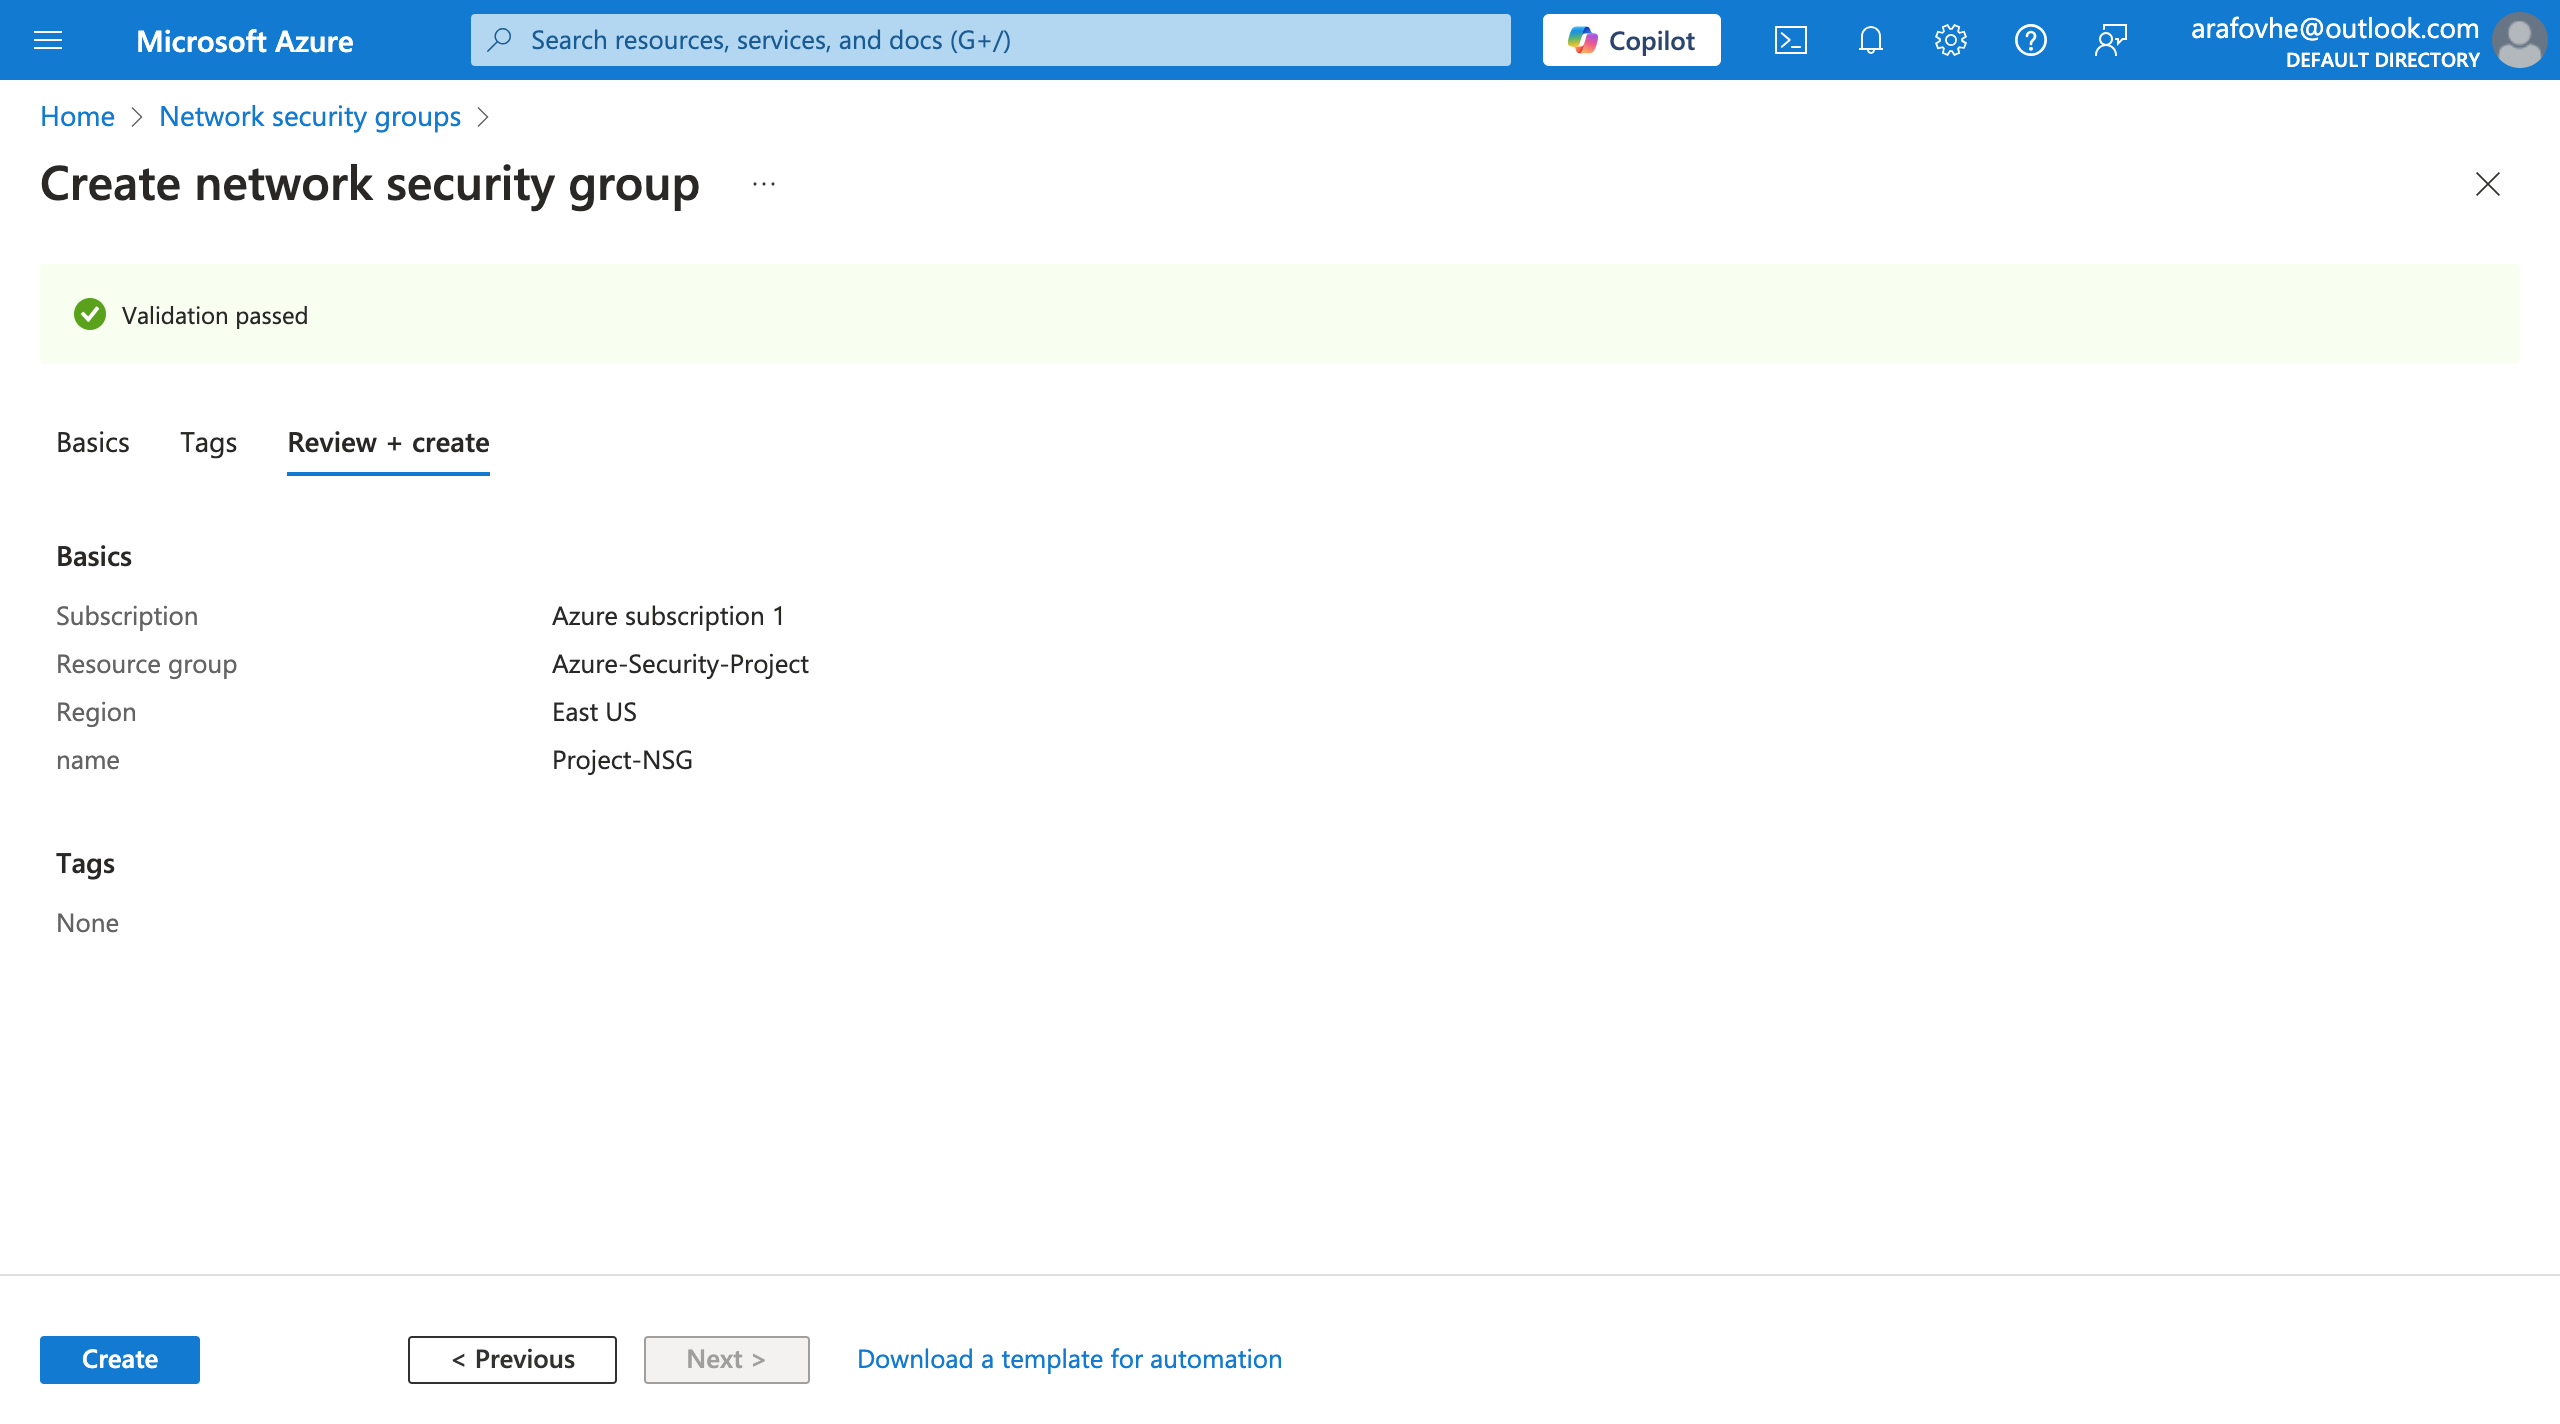 Microsoft Azure
Search resources, services, and docs (G+/)
Copilot
arafovhe@outlook.com
DEFAULT DIRECTORY
Home > Network security groups >
Create network security group ...
Validation passed
Basics Tags Review + create
Basics
Subscription Azure subscription 1
Resource group Azure-Security-Project
Region East US
name Project-NSG
Tags
None
Create < Previous Next > Download a template for automation